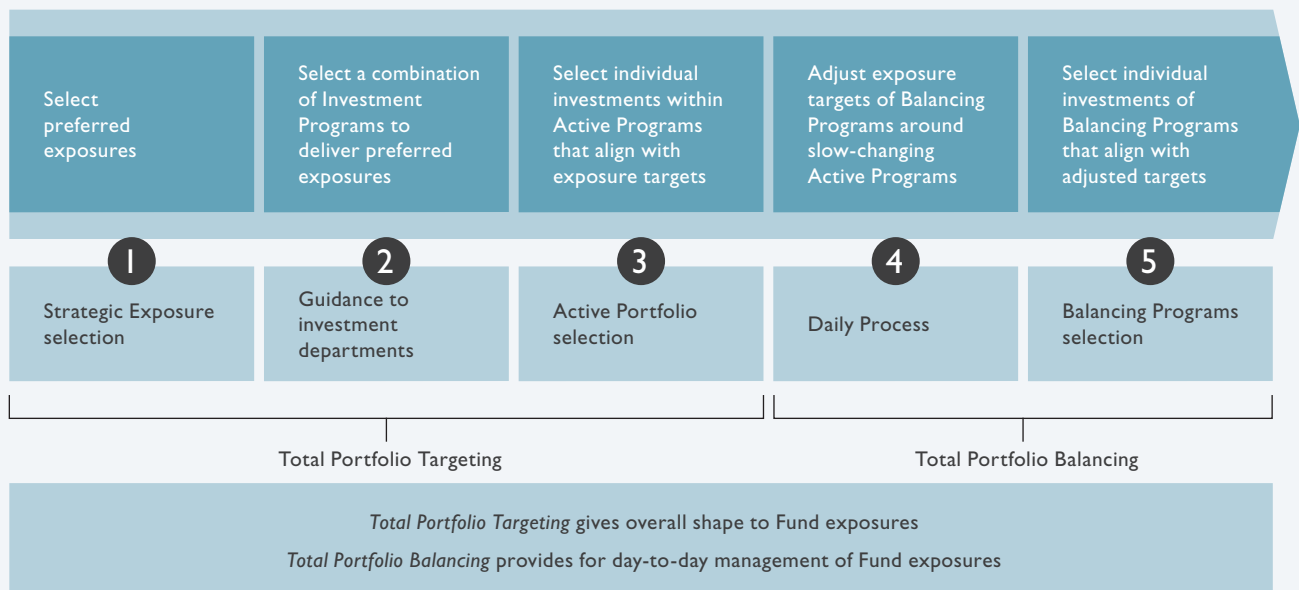 Select
preferred
exposures
Select a combination
of Investment
Programs to
deliver preferred
exposures
Select individual
investments within
Active Programs
that align with
exposure targets
Adjust exposure
targets of Balancing
Programs around
slow-changing
Active Programs
Select individual
investments of
Balancing Programs
that align with
adjusted targets
1
Strategic Exposure
selection
2
Guidance to
investment
departments
3
Active Portfolio
selection
4
Daily Process
5
Balancing Programs
selection
Total Portfolio Targeting
Total Portfolio Balancing
Total Portfolio Targeting gives overall shape to Fund exposures
Total Portfolio Balancing provides for day-to-day management of Fund exposures